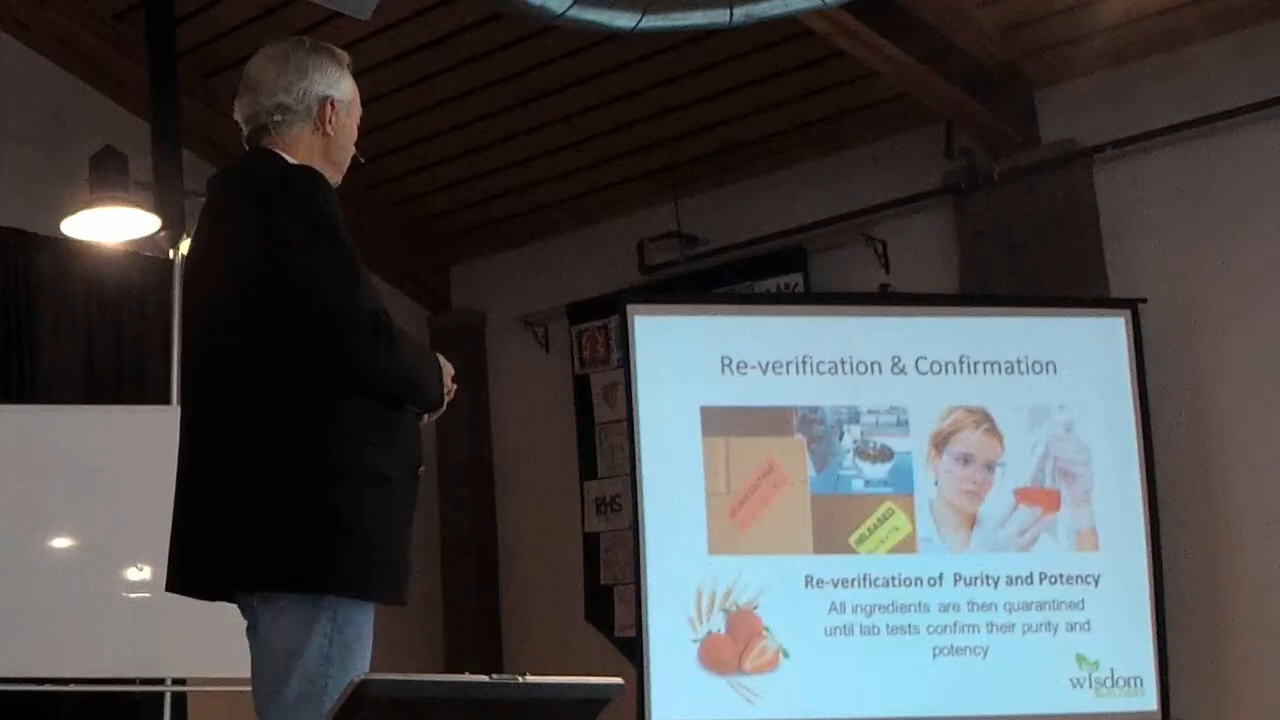 RHS
Re-verification & Confirmation
RELEASED
Re-verification of Purity and Potency
All ingredients are then quarantined
until lab tests confirm their purity and
potency
wisdom
BUILDERS